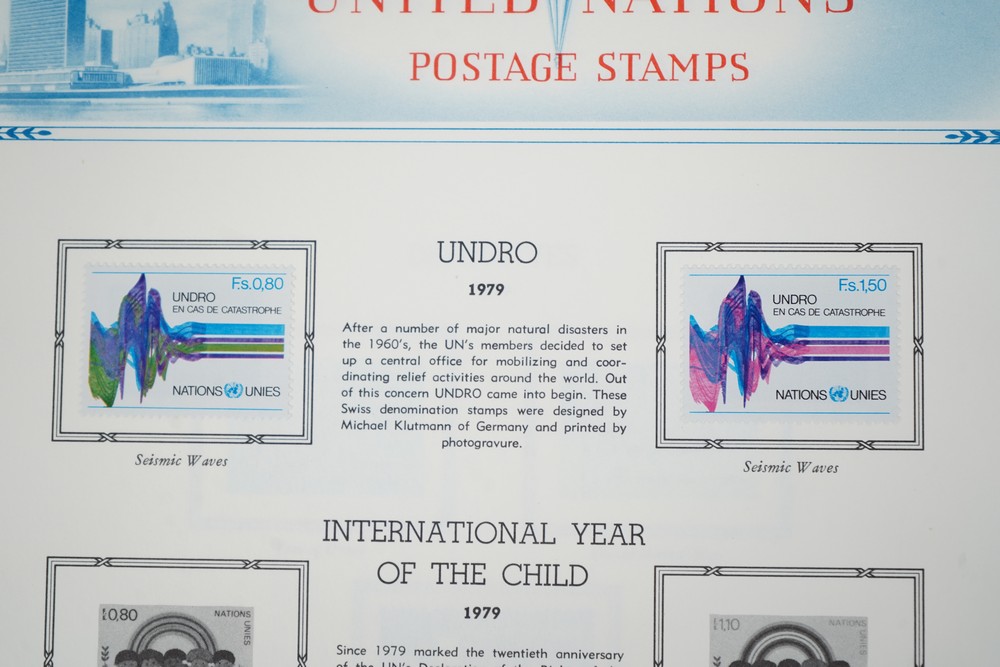 UNITED NATIONS
POSTAGE STAMPS
UNDRO
1979
After a number of major natural disasters in
the 1960's, the UN's members decided to set
up a central office for mobilizing and coor-
dinating relief activities around the world. Out
of this concern UNDRO came into begin. These
Swiss denomination stamps were designed by
Michael Klutmann of Germany and printed by
photogravure.
F.s.0,80
UNDRO
EN CAS DE CATASTROPHE
NATIONS UNIES
Seismic Waves
F.s.1,50
UNDRO
EN CAS DE CATASTROPHE
NATIONS UNIES
Seismic Waves
INTERNATIONAL YEAR
OF THE CHILD
1979
Since 1979 marked the twentieth anniversary
0,80
NATIONS
UNIES
1,10
NATIONS
UNIES